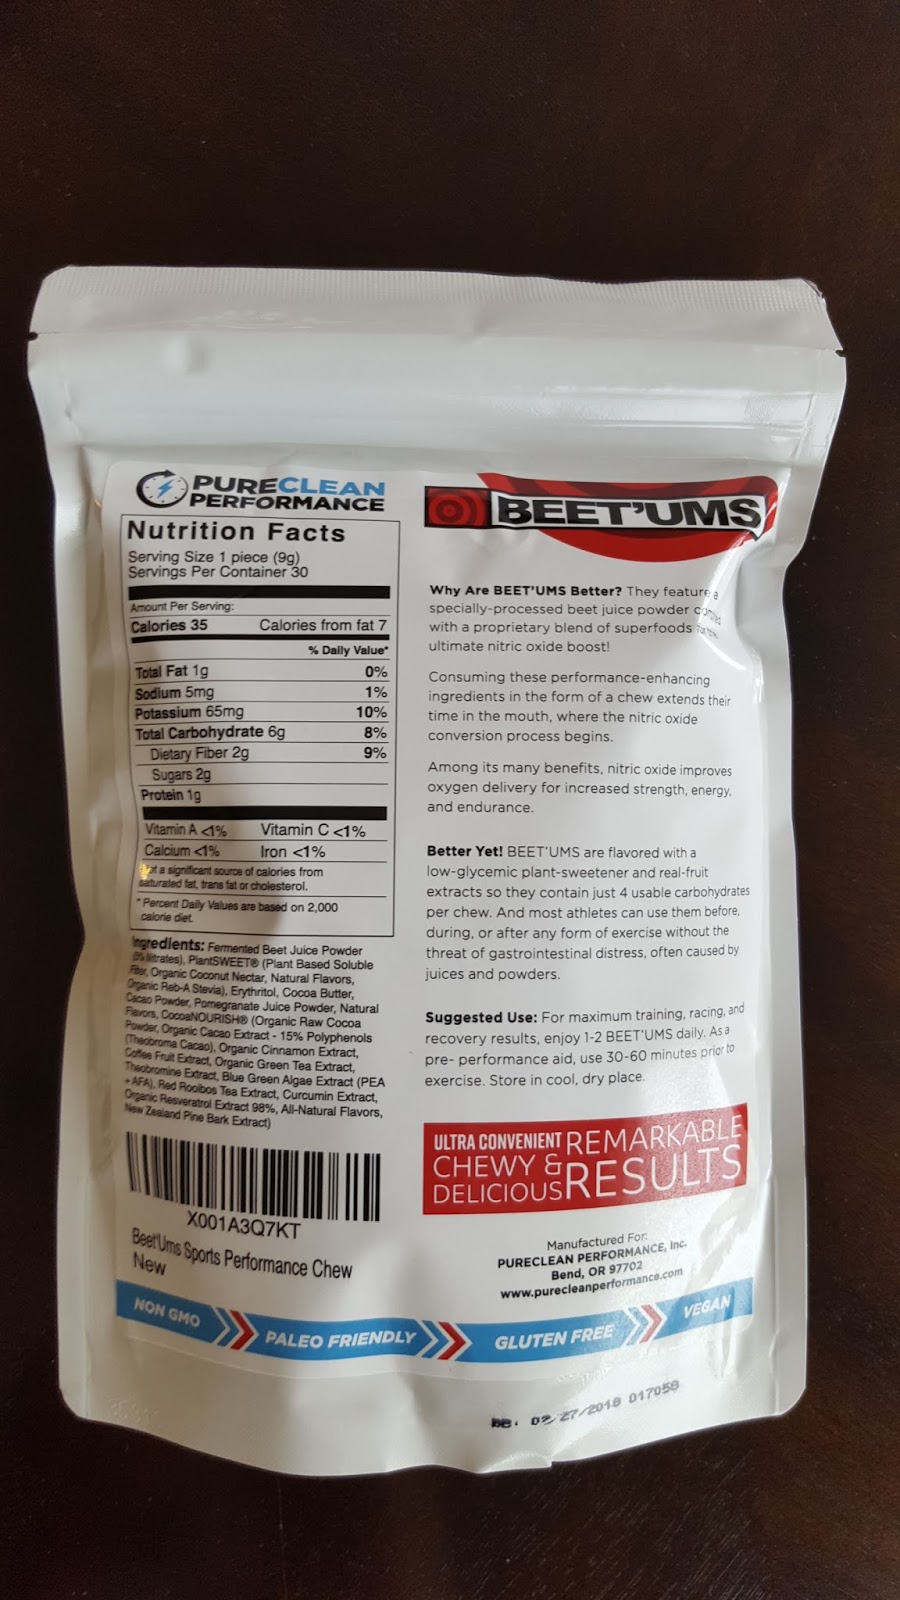 PURECLEAN
PERFORMANCE
Nutrition Facts
Serving Size 1 piece (9g)
Servings Per Container 30
Amount Per Serving:
Calories 35 Calories from fat 7
% Daily Value*
Total Fat 1g 0%
Sodium 5mg 1%
Potassium 65mg 10%
Total Carbohydrate 6g 8%
Dietary Fiber 2g 9%
Sugars 2g
Protein 1g
Vitamin A <1% Vitamin C <1%
Calcium <1% Iron <1%
Not a significant source of calories from
saturated fat, trans fat or cholesterol.
* Percent Daily Values are based on 2,000
calorie diet.
Ingredients: Fermented Beet Juice Powder
Nitrates), PlantSWEET® (Plant Based Soluble
Fiber, Organic Coconut Nectar, Natural Flavors,
Organic Reb-A Stevia), Erythritol, Cocoa Butter,
Cacao Powder, Pomegranate Juice Powder, Natural
Flavors, CocoaNOURISH® (Organic Raw Cocoa
Powder, Organic Cacao Extract - 15% Polyphenols
(Theobroma Cacao), Organic Cinnamon Extract,
Coffee Fruit Extract, Organic Green Tea Extract,
Theobromine Extract, Blue Green Algae Extract (PEA
+ AFA), Red Rooibos Tea Extract, Curcumin Extract,
Organic Resveratrol Extract 98%, All-Natural Flavors,
New Zealand Pine Bark Extract)
X001A3Q7KT
Beet'Ums Sports Performance Chew
New
BEET'UMS
Why Are BEET'UMS Better? They feature a
specially-processed beet juice powder
with a proprietary blend of superfoods
ultimate nitric oxide boost!
Consuming these performance-enhancing
ingredients in the form of a chew extends their
time in the mouth, where the nitric oxide
conversion process begins.
Among its many benefits, nitric oxide improves
oxygen delivery for increased strength, energy,
and endurance.
Better Yet! BEET'UMS are flavored with a
low-glycemic plant-sweetener and real-fruit
extracts so they contain just 4 usable carbohydrates
per chew. And most athletes can use them before,
during, or after any form of exercise without the
threat of gastrointestinal distress, often caused by
juices and powders.
Suggested Use: For maximum training, racing, and
recovery results, enjoy 1-2 BEET'UMS daily. As a
pre- performance aid, use 30-60 minutes prior to
exercise. Store in cool, dry place.
ULTRA CONVENIENT
CHEWY &
DELICIOUS
REMARKABLE
RESULTS
Manufactured For:
PURECLEAN PERFORMANCE, Inc.
Bend, OR 97702
www.purecleanperformance.com
NON GMO PALEO FRIENDLY GLUTEN FREE VEGAN
02/27/2018 017058